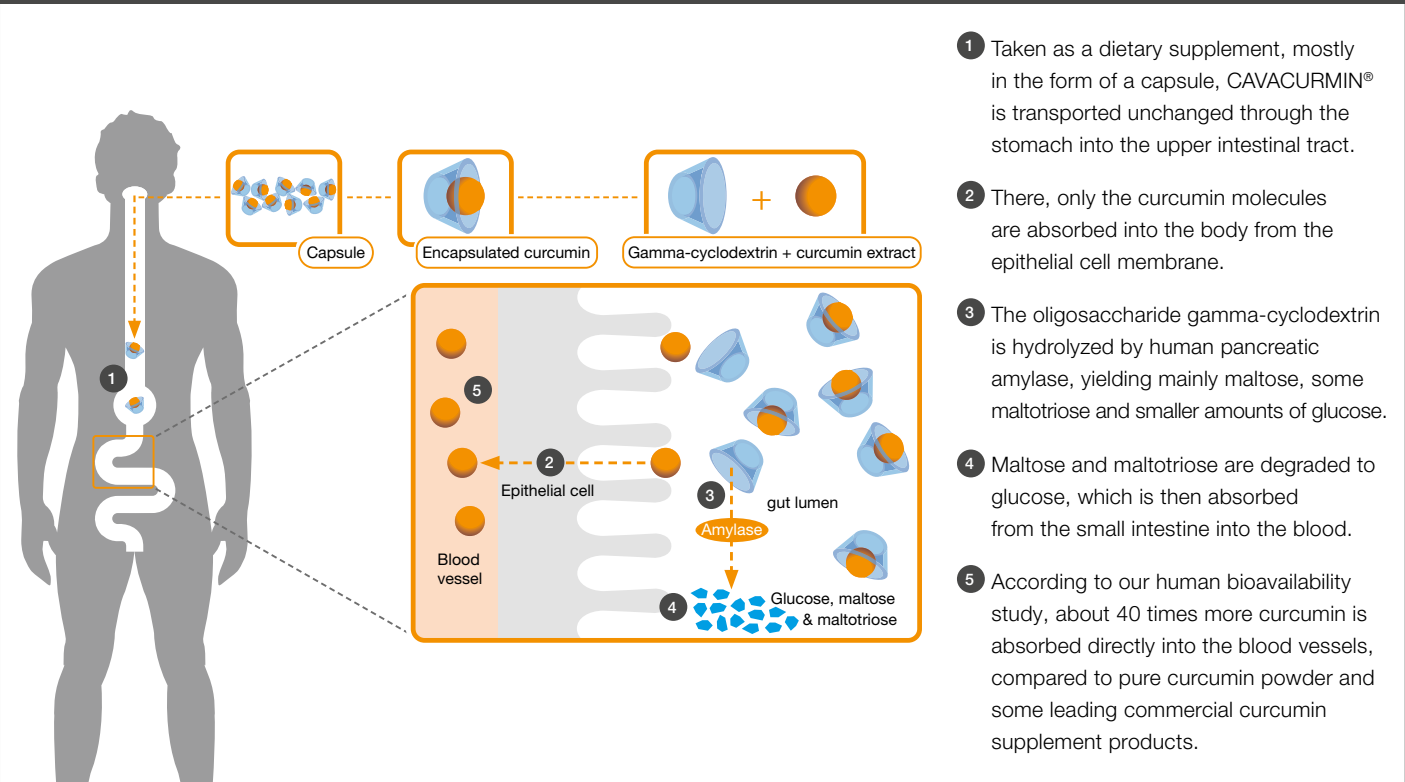 Capsule
Encapsulated curcumin
Gamma-cyclodextrin + curcumin extract
+
1
5
2
Epithelial cell
3
gut lumen
Amylase
Blood
vessel
4
Glucose, maltose
& maltotriose
1 Taken as a dietary supplement, mostly
in the form of a capsule, CAVACURMIN®
is transported unchanged through the
stomach into the upper intestinal tract.
2 There, only the curcumin molecules
are absorbed into the body from the
epithelial cell membrane.
3 The oligosaccharide gamma-cyclodextrin
is hydrolyzed by human pancreatic
amylase, yielding mainly maltose, some
maltotriose and smaller amounts of glucose.
4 Maltose and maltotriose are degraded to
glucose, which is then absorbed
from the small intestine into the blood.
5 According to our human bioavailability
study, about 40 times more curcumin is
absorbed directly into the blood vessels,
compared to pure curcumin powder and
some leading commercial curcumin
supplement products.